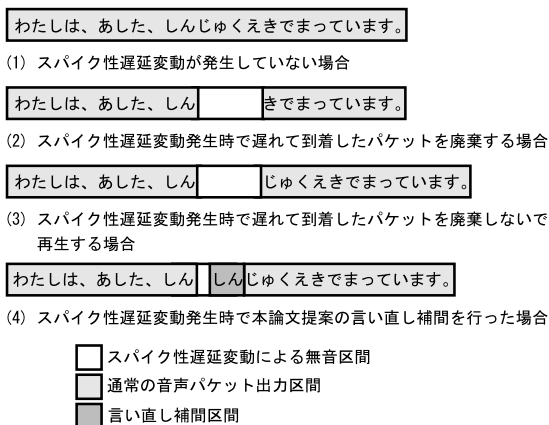 わたしは、あした、しんじゅくえきでまっています。
(1) スパイク性遅延変動が発生していない場合
わたしは、あした、しん きでまっています。
(2) スパイク性遅延変動発生時で遅れて到着したパケットを廃棄する場合
わたしは、あした、しん じゅくえきでまっています。
(3) スパイク性遅延変動発生時で遅れて到着したパケットを廃棄しないで
再生する場合
わたしは、あした、しん しんじゅくえきでまっています。
(4) スパイク性遅延変動発生時で本論文提案の言い直し補間を行った場合
スパイク性遅延変動による無音区間
通常の音声パケット出力区間
言い直し補間区間